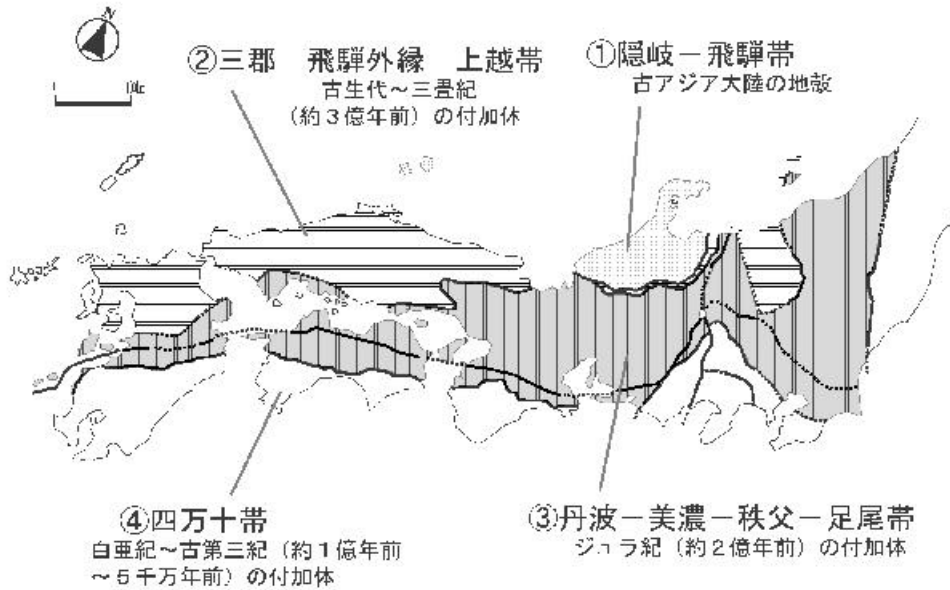 N
②三郡 飛騨外縁 上越帯
古生代～三畳紀
（約３億年前）の付加体
①隠岐－飛騨帯
古アジア大陸の地殻
④四万十帯
白亜紀～古第三紀（約１億年前
～５千万年前）の付加体
③丹波－美濃－秩父－足尾帯
ジュラ紀（約２億年前）の付加体